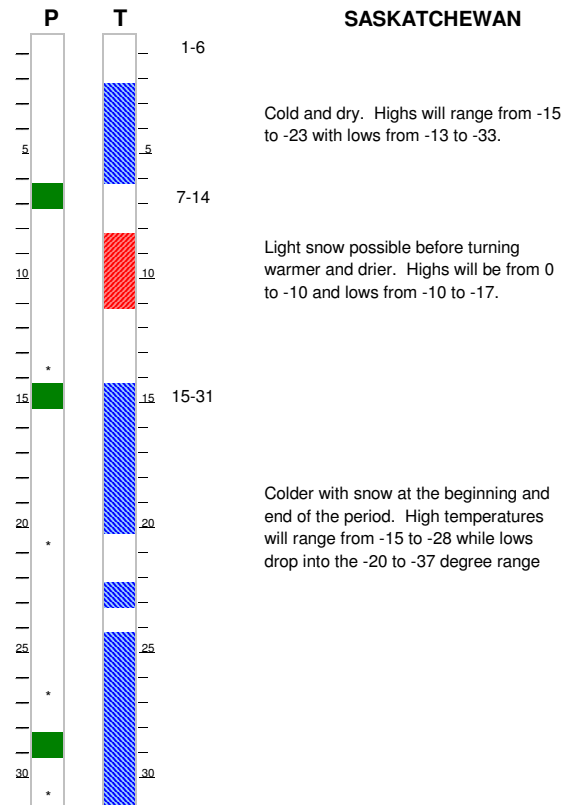 P T SASKATCHEWAN
1-6
Cold and dry. Highs will range from -15
to -23 with lows from -13 to -33.
5 5
7-14
Light snow possible before turning
warmer and drier. Highs will be from 0
to -10 and lows from -10 to -17.
10 10
*
15 15 15-31
Colder with snow at the beginning and
end of the period. High temperatures
will range from -15 to -28 while lows
drop into the -20 to -37 degree range
20 20
*
25 25
*
30 30
*